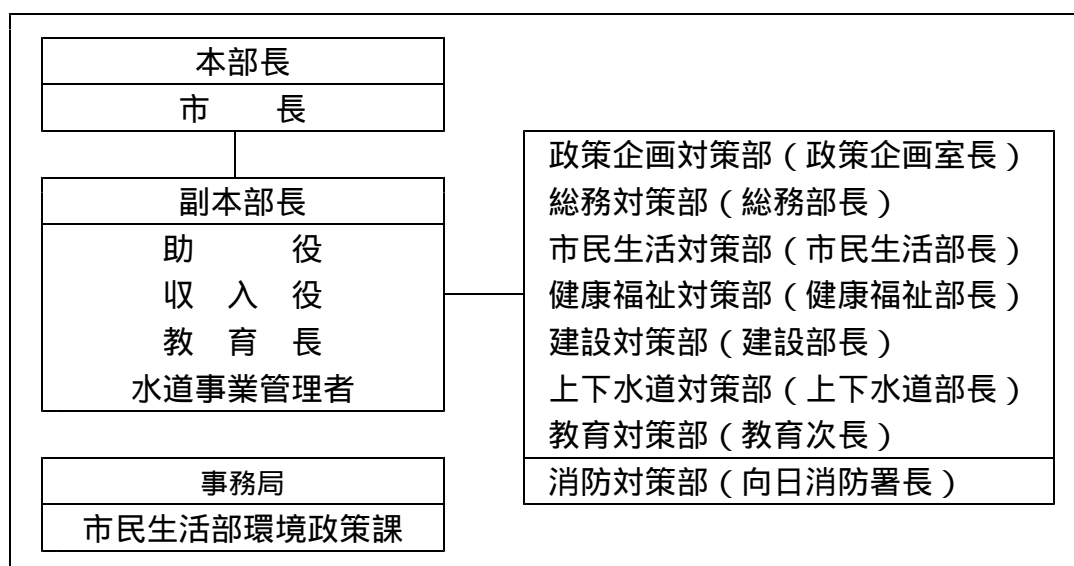 本部長
市　　長
副本部長
助　　　役
収　入　役
教　育　長
水道事業管理者
事務局
市民生活部環境政策課
政策企画対策部（政策企画室長）
総務対策部（総務部長）
市民生活対策部（市民生活部長）
健康福祉対策部（健康福祉部長）
建設対策部（建設部長）
上下水道対策部（上下水道部長）
教育対策部（教育次長）
消防対策部（向日消防署長）